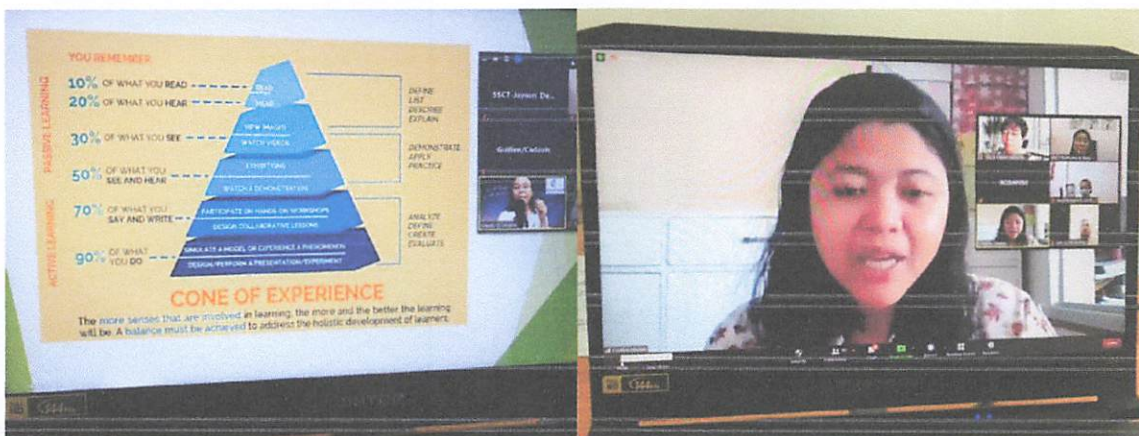 YOU REMEMBER
PASSIVE LEARNING
ACTIVE LEARNING
10% OF WHAT YOU READ
20% OF WHAT YOU HEAR
30% OF WHAT YOU SEE
50% OF WHAT YOU
SEE AND HEAR
70% OF WHAT YOU
SAY AND WRITE
90% OF WHAT
YOU DO
READ
HEAR
VIEW IMAGES
WATCH VIDEOS
EXHIBITIONS
WATCH A DEMONSTRATION
PARTICIPATE ON HANDS-ON WORKSHOPS
DESIGN COLLABORATIVE LESSONS
SIMULATE A MODEL OR EXPERIENCE A PHENOMENON
DESIGN/PERFORM A PRESENTATION/EXPERIMENT
DEFINE
LIST
DESCRIBE
EXPLAIN
DEMONSTRATE
APPLY
PRACTICE
ANALYZE
DEFINE
CREATE
EVALUATE
CONE OF EXPERIENCE
The more senses that are involved in learning, the more and the better the learning
will be. A balance must be achieved to address the holistic development of learners.
144